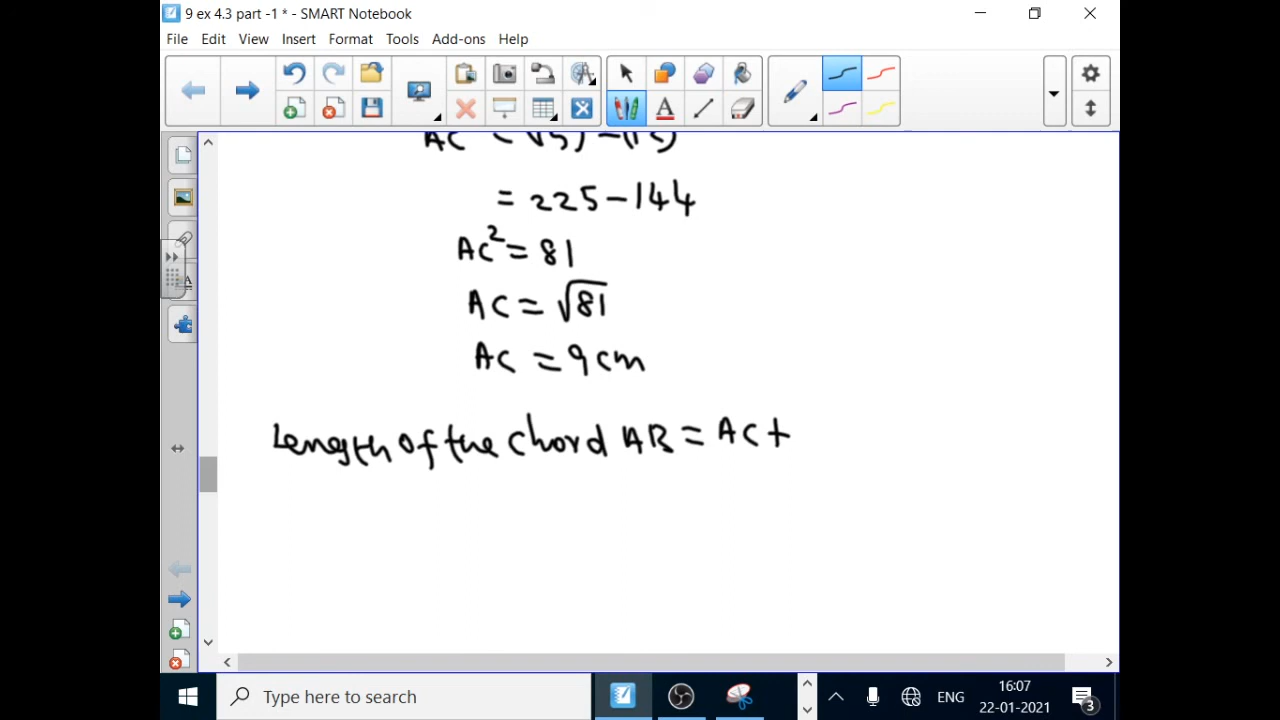 9 ex 4.3 part -1 * - SMART Notebook
File Edit View Insert Format Tools Add-ons Help
= 225-144
AC² = 81
AC = √81
AC = 9cm
Length of the chord AB = AC+
Type here to search
ENG
16:07
22-01-2021
3